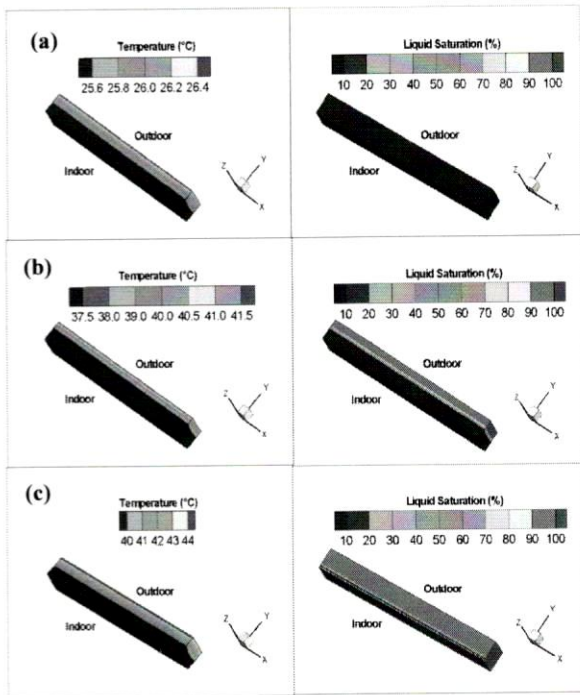 (a)
Temperature (°C)
25.6 25.8 26.0 26.2 26.4
Outdoor
Indoor
Z Y X
Liquid Saturation (%)
10 20 30 40 50 60 70 80 90 100
Outdoor
Indoor
Z Y X
(b)
Temperature (°C)
37.5 38.0 39.0 40.0 40.5 41.0 41.5
Outdoor
Indoor
Z Y X
Liquid Saturation (%)
10 20 30 40 50 60 70 80 90 100
Outdoor
Indoor
Z Y X
(c)
Temperature (°C)
40 41 42 43 44
Outdoor
Indoor
Z Y X
Liquid Saturation (%)
10 20 30 40 50 60 70 80 90 100
Outdoor
Indoor
Z Y X